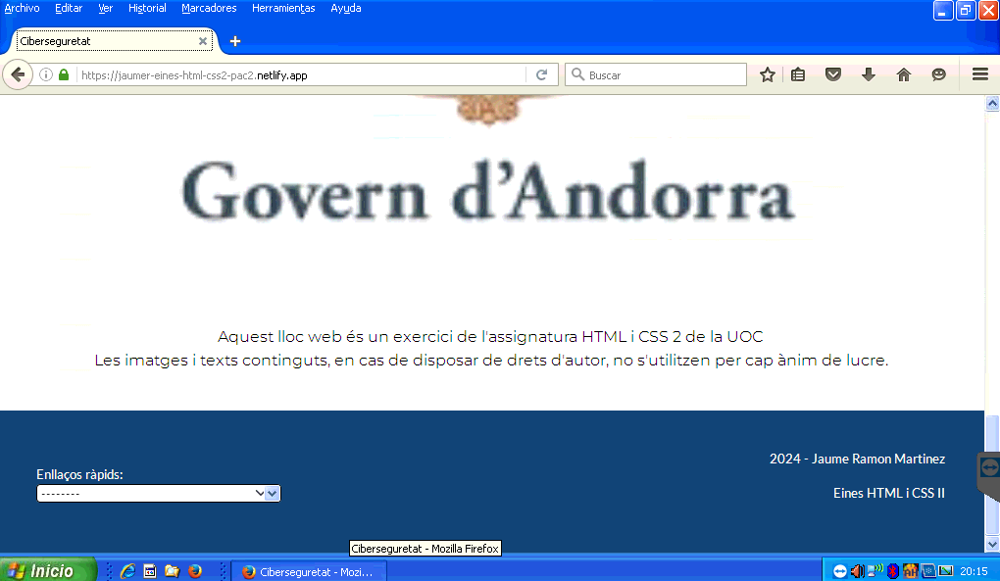 Archivo Editar Ver Historial Marcadores Herramientas Ayuda
Ciberseguretat
https://jaumer-eines-html-css2-pac2.netlify.app
Buscar
Govern d'Andorra
Aquest lloc web és un exercici de l'assignatura HTML i CSS 2 de la UOC
Les imatges i texts continguts, en cas de disposar de drets d'autor, no s'utilitzen per cap ànim de lucre.
2024 - Jaume Ramon Martinez
Enllaços ràpids:
--------
Eines HTML i CSS II
Ciberseguretat - Mozilla Firefox
Inicio
Ciberseguretat - Mozi...
20:15